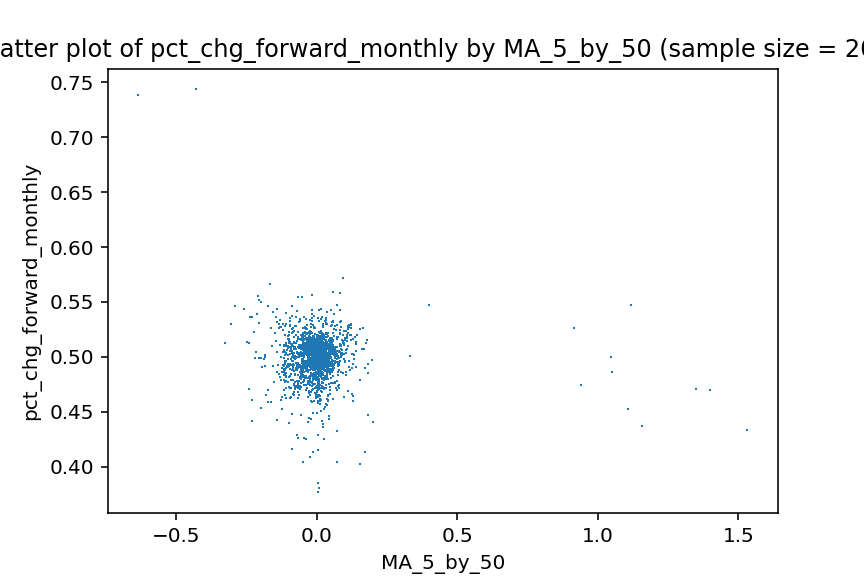 atter plot of pct_chg_forward_monthly by MA_5_by_50 (sample size = 20
0.75
0.70
0.65
0.60
0.55
0.50
0.45
0.40
pct_chg_forward_monthly
−0.5 0.0 0.5 1.0 1.5
MA_5_by_50